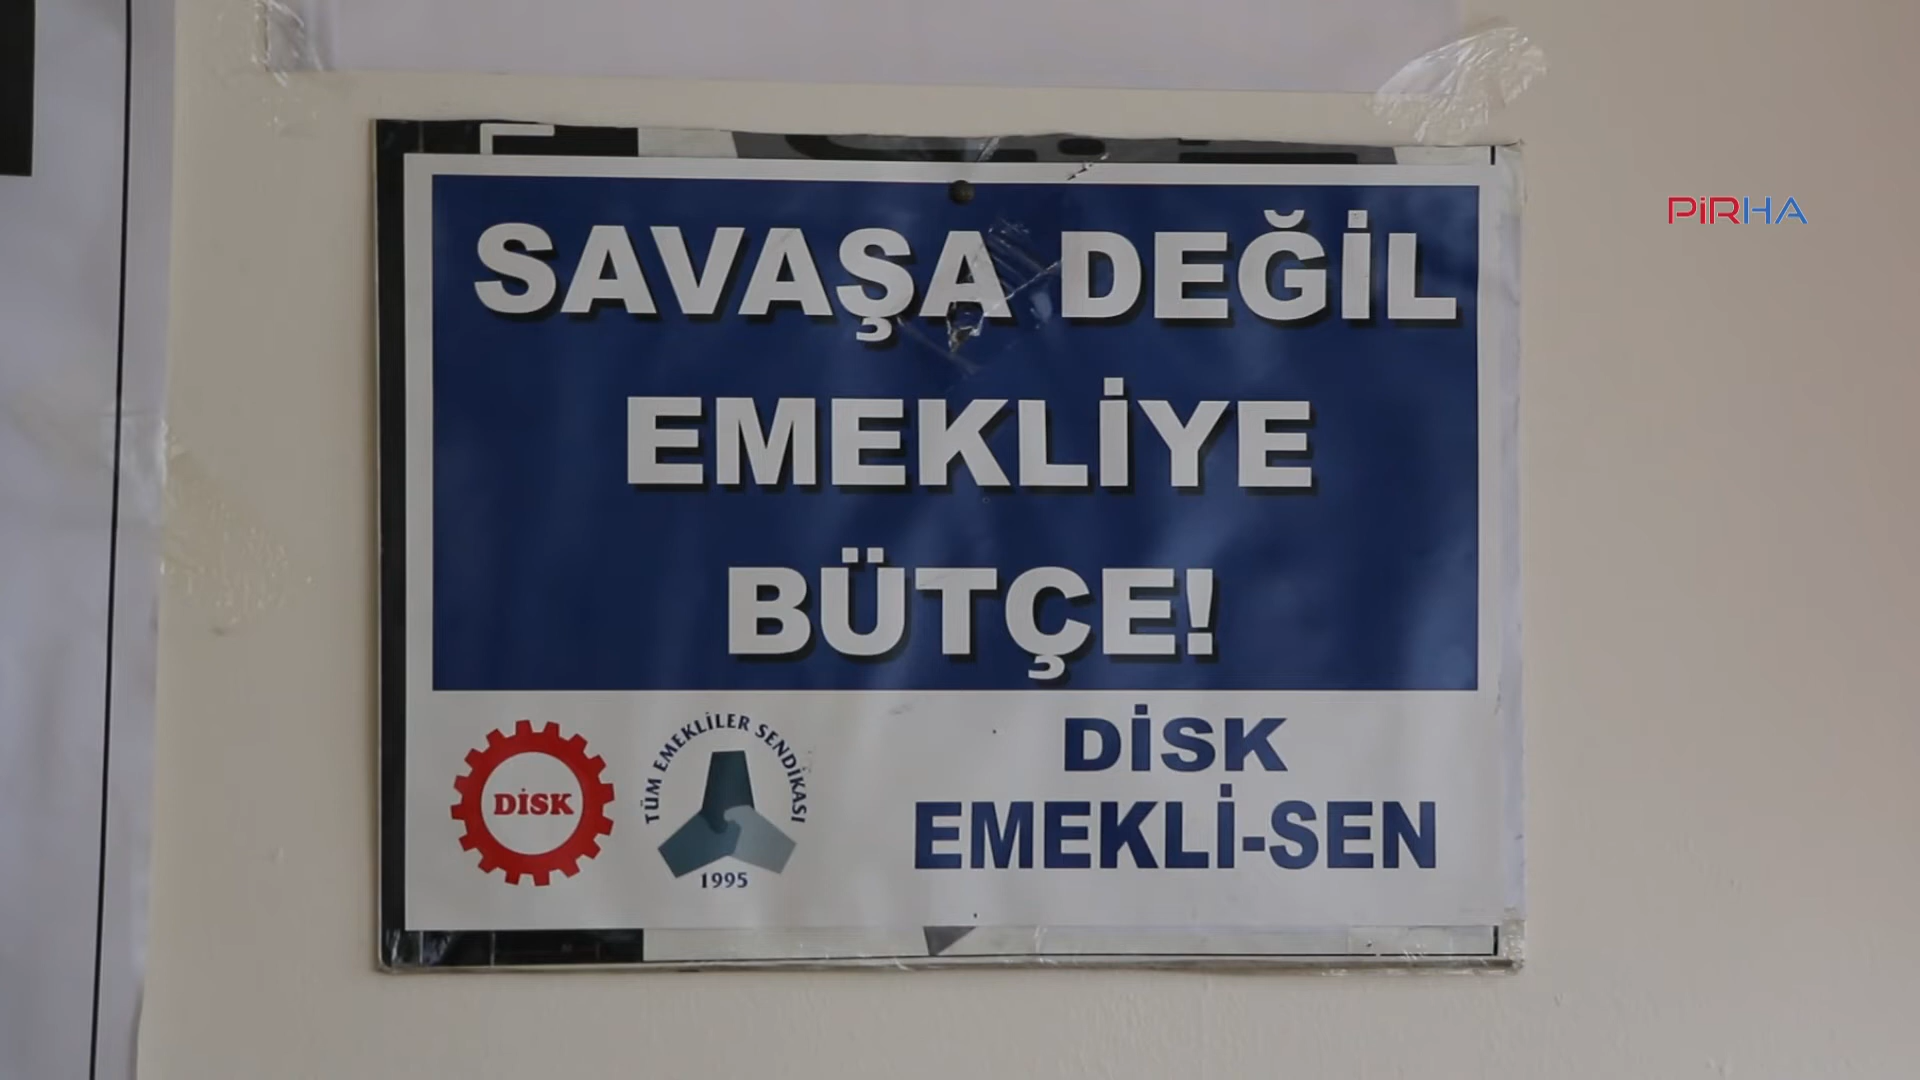 PİRHA
SAVAŞA DEĞİL
EMEKLİYE
BÜTÇE!
DİSK
TÜM EMEKLİLER SENDİKASI
1995
DİSK
EMEKLİ-SEN